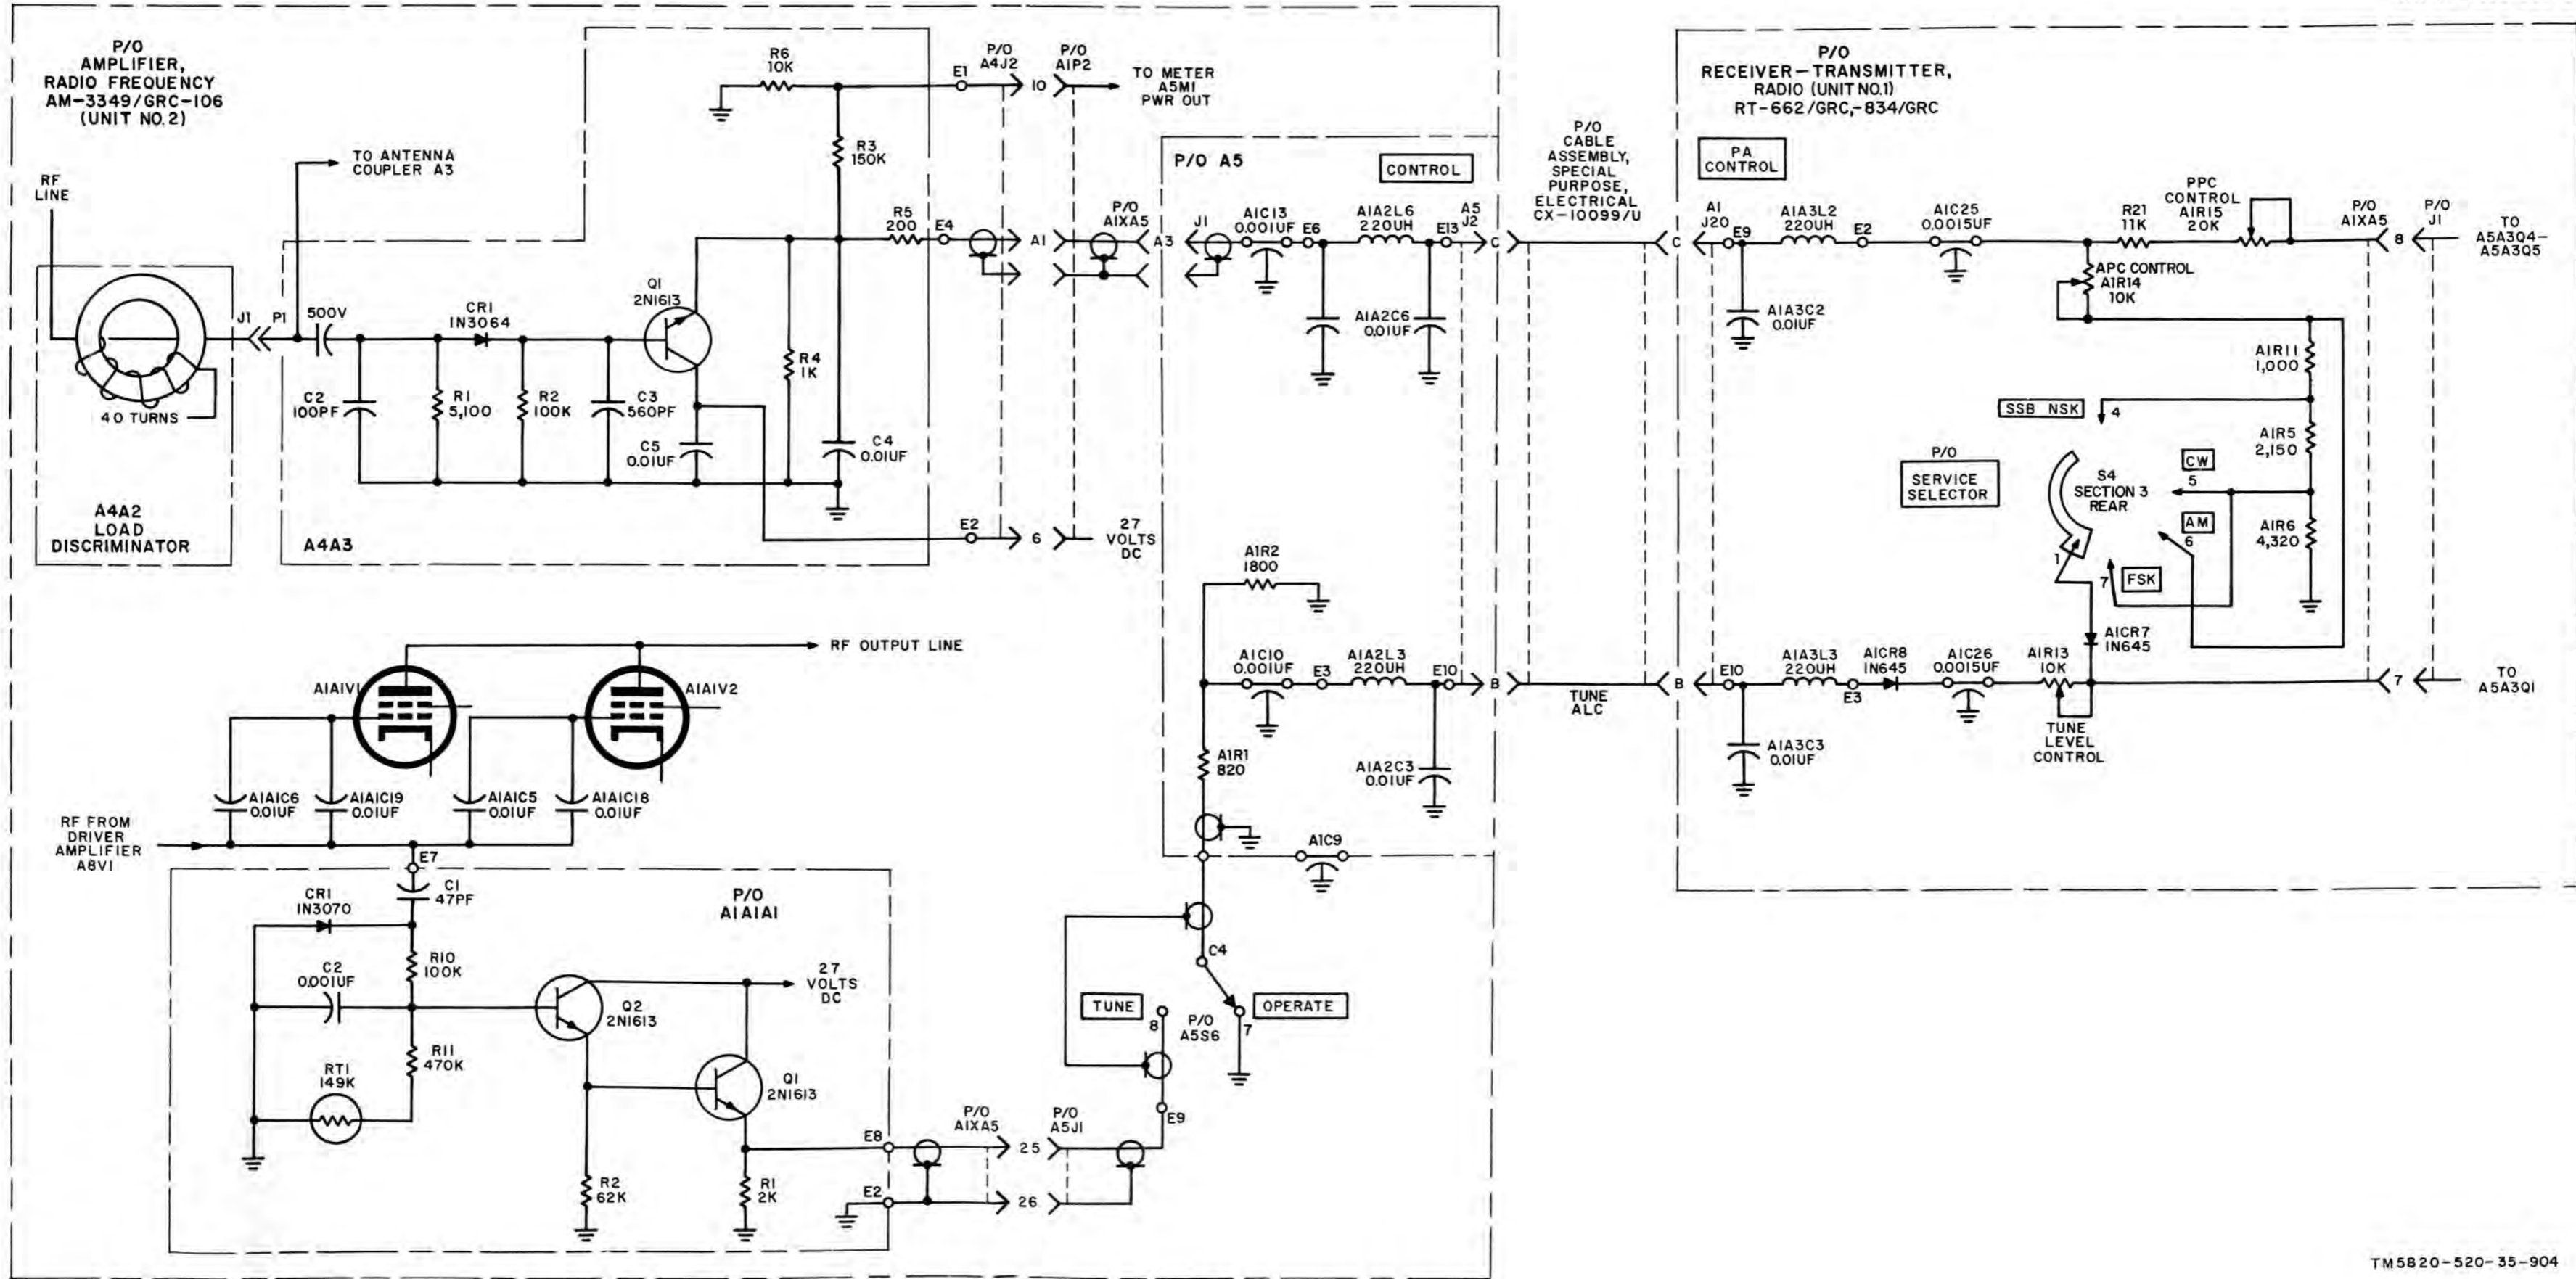 P/O
AMPLIFIER,
RADIO FREQUENCY
AM-3349/GRC-106
(UNIT NO. 2)
RF
LINE
TO ANTENNA
COUPLER A3
J1
P1
500V
40 TURNS
A4A2
LOAD
DISCRIMINATOR
A4A3
C2
100PF
R1
5,100
CR1
1N3064
R2
100K
C3
560PF
Q1
2N1613
C5
0.01UF
R4
1K
C4
0.01UF
R6
10K
R3
150K
R5
200
E4
E1
P/O
A4J2
10
P/O
A1P2
TO METER
A5M1
PWR OUT
A1
P/O
A1XA5
A3
E2
6
27
VOLTS
DC
P/O A5
CONTROL
J1
A1C13
0.001UF
E6
A1A2L6
220UH
E13
A5
J2
C
A1A2C6
0.01UF
A1R2
1800
A1C10
0.001UF
E3
A1A2L3
220UH
E10
B
A1R1
820
A1A2C3
0.01UF
A1C9
P/O
CABLE
ASSEMBLY,
SPECIAL
PURPOSE,
ELECTRICAL
CX-10099/U
TUNE
ALC
P/O
RECEIVER-TRANSMITTER,
RADIO (UNIT NO.1)
RT-662/GRC,-834/GRC
PA
CONTROL
C
A1
J20
E9
A1A3L2
220UH
E2
A1C25
0.0015UF
R21
11K
PPC
CONTROL
A1R15
20K
P/O
A1XA5
8
P/O
J1
TO
A5A3Q4-
A5A3Q5
A1A3C2
0.01UF
APC CONTROL
A1R14
10K
A1R11
1,000
SSB NSK
4
A1R5
2,150
P/O
SERVICE
SELECTOR
S4
SECTION 3
REAR
CW
5
AM
6
A1R6
4,320
1
7
FSK
A1CR7
1N645
B
E10
A1A3L3
220UH
E3
A1CR8
1N645
A1C26
0.0015UF
A1R13
10K
7
TO
A5A3Q1
A1A3C3
0.01UF
TUNE
LEVEL
CONTROL
RF OUTPUT LINE
A1A1V1
A1A1V2
A1A1C6
0.01UF
A1A1C19
0.01UF
A1A1C5
0.01UF
A1A1C18
0.01UF
RF FROM
DRIVER
AMPLIFIER
A8V1
E7
C1
47PF
P/O
A1A1A1
CR1
1N3070
R10
100K
C2
0.001UF
R11
470K
RT1
149K
Q2
2N1613
27
VOLTS
DC
Q1
2N1613
R2
62K
R1
2K
E8
E2
P/O
A1XA5
25
26
P/O
A5J1
E9
C4
TUNE
8
P/O
A5S6
7
OPERATE
TM5820-520-35-904